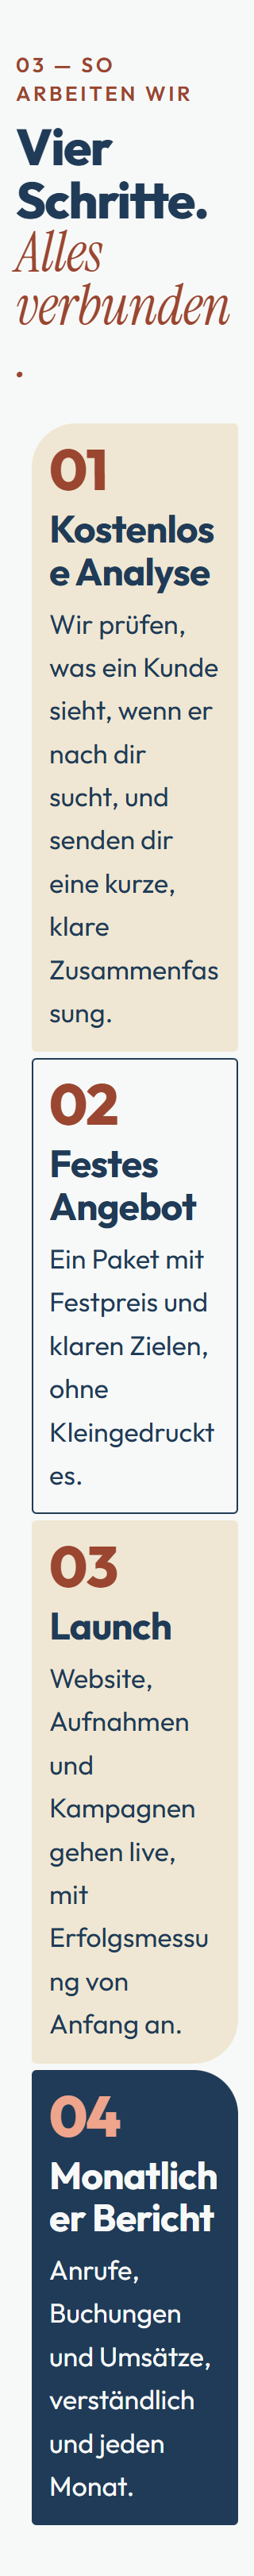 03 — SO
ARBEITEN WIR
Vier
Schritte.
Alles
verbunden
.
01
Kostenlos
e Analyse
Wir prüfen,
was ein Kunde
sieht, wenn er
nach dir
sucht, und
senden dir
eine kurze,
klare
Zusammenfas
sung.
02
Festes
Angebot
Ein Paket mit
Festpreis und
klaren Zielen,
ohne
Kleingedruckt
es.
03
Launch
Website,
Aufnahmen
und
Kampagnen
gehen live,
mit
Erfolgsmessu
ng von
Anfang an.
04
Monatlich
er Bericht
Anrufe,
Buchungen
und Umsätze,
verständlich
und jeden
Monat.